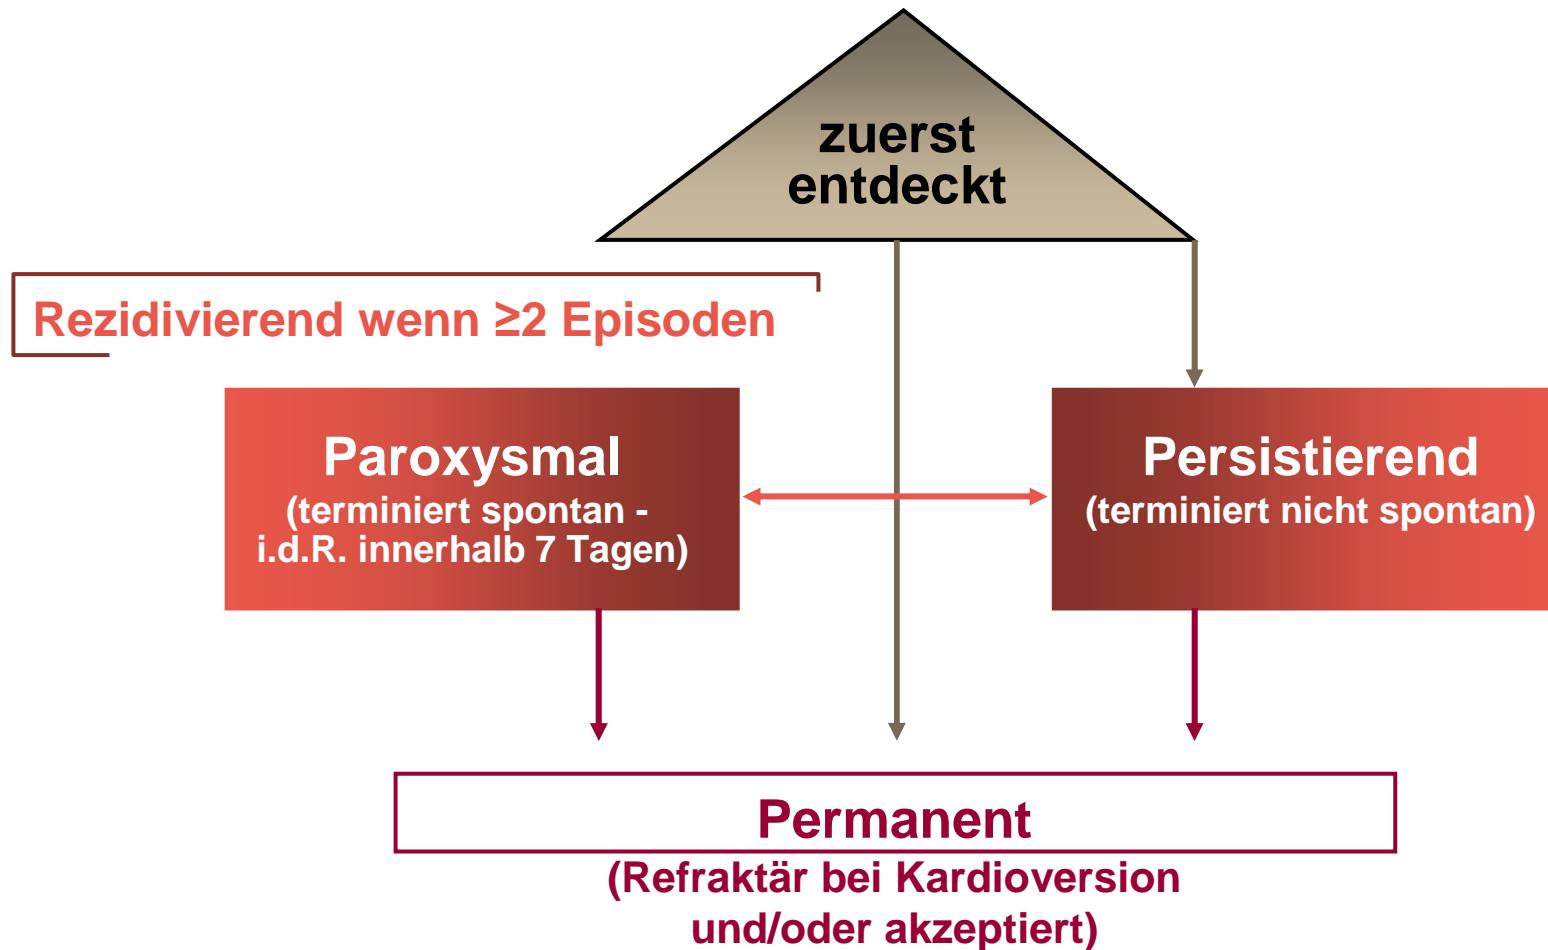 zuerst
entdeckt
Rezidivierend wenn ≥2 Episoden
Paroxysmal
(terminiert spontan -
i.d.R. innerhalb 7 Tagen)
Persistierend
(terminiert nicht spontan)
Permanent
(Refraktär bei Kardioversion
und/oder akzeptiert)